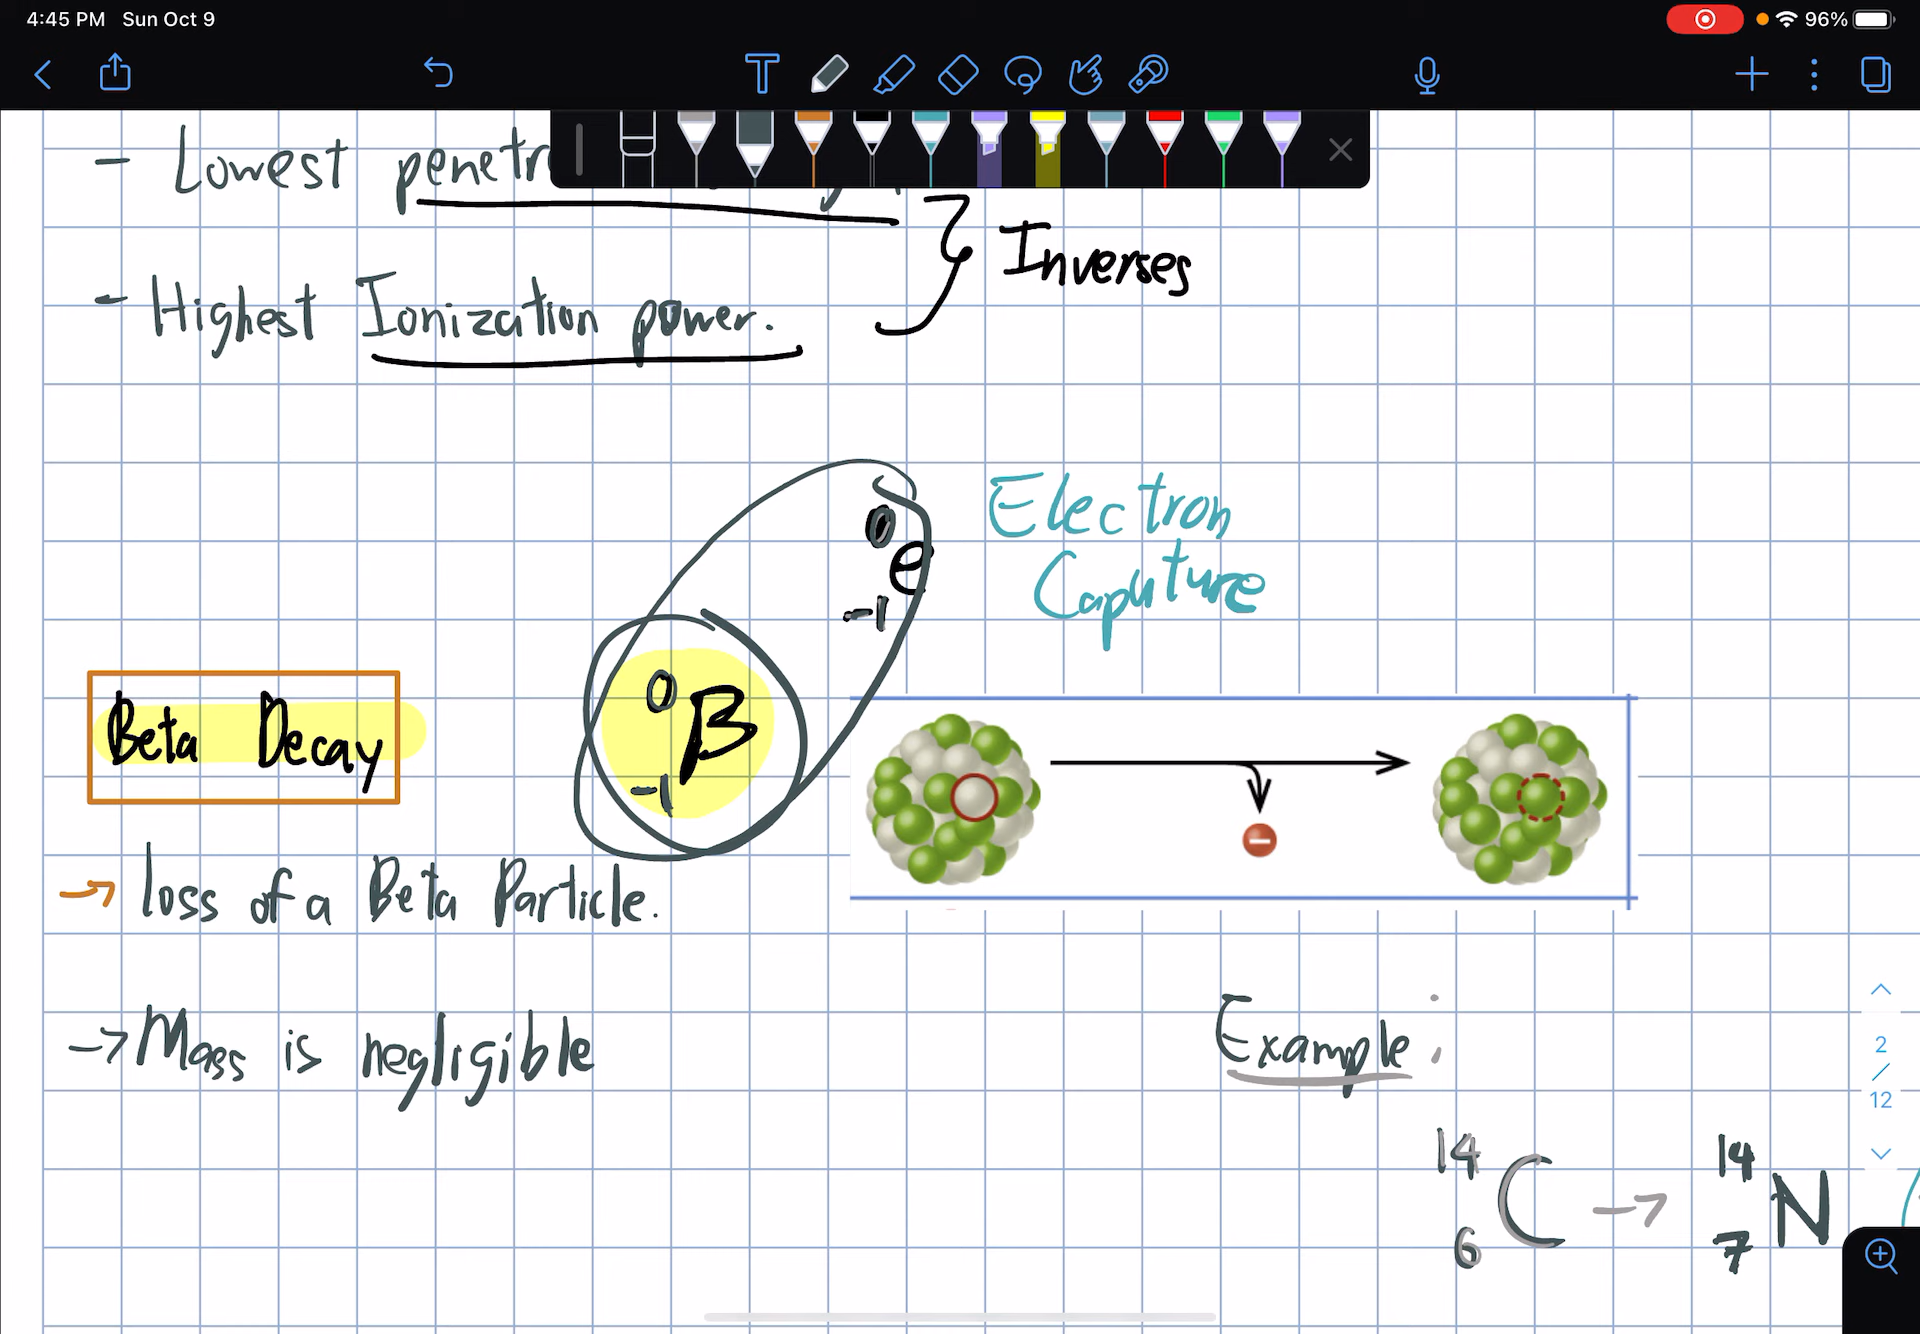 4:45 PM Sun Oct 9
96%
- Lowest penetr
- Highest Ionization power.
Inverses
0
e
-1
Electron
Caputure
0
β
-1
Beta Decay
→ loss of a Beta Particle.
→ Mass is negligible
Example:
14
6 C → 14
7 N
2
/
12